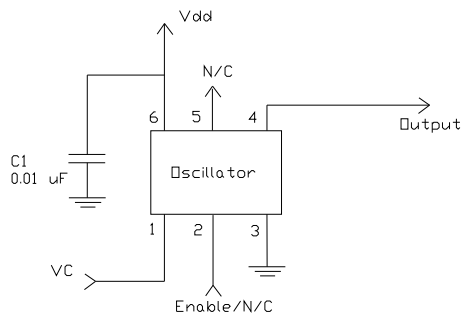 Vdd
N/C
6 5 4
Output
C1
0.01 uF
Oscillator
1 2 3
VC
Enable/N/C